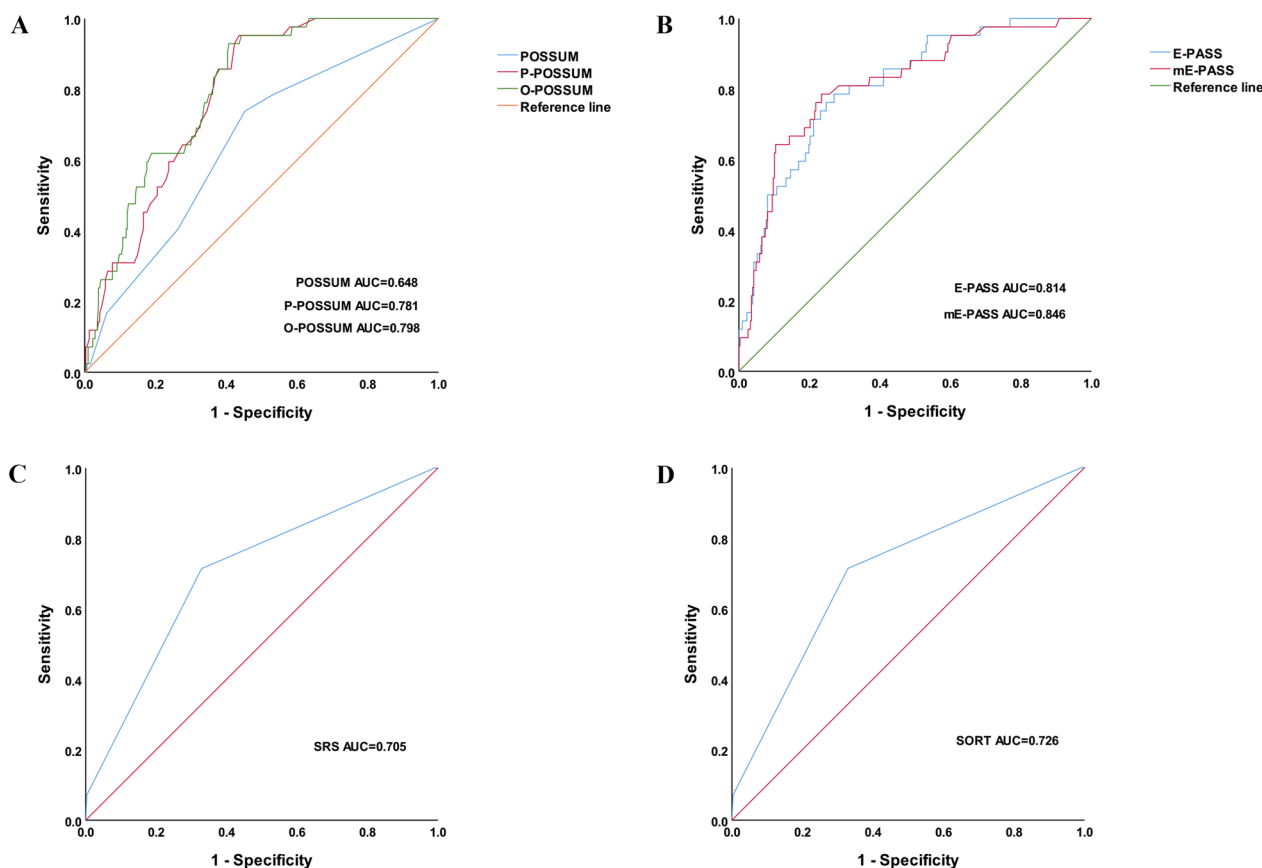 A
1.0
0.8
0.6
0.4
0.2
0.0
Sensitivity
0.0
0.2
0.4
0.6
0.8
1.0
1 - Specificity
POSSUM
P-POSSUM
O-POSSUM
Reference line
POSSUM AUC=0.648
P-POSSUM AUC=0.781
O-POSSUM AUC=0.798
B
1.0
0.8
0.6
0.4
0.2
0.0
Sensitivity
0.0
0.2
0.4
0.6
0.8
1.0
1 - Specificity
E-PASS
mE-PASS
Reference line
E-PASS AUC=0.814
mE-PASS AUC=0.846
C
1.0
0.8
0.6
0.4
0.2
0.0
Sensitivity
0.0
0.2
0.4
0.6
0.8
1.0
1 - Specificity
SRS AUC=0.705
D
1.0
0.8
0.6
0.4
0.2
0.0
Sensitivity
0.0
0.2
0.4
0.6
0.8
1.0
1 - Specificity
SORT AUC=0.726